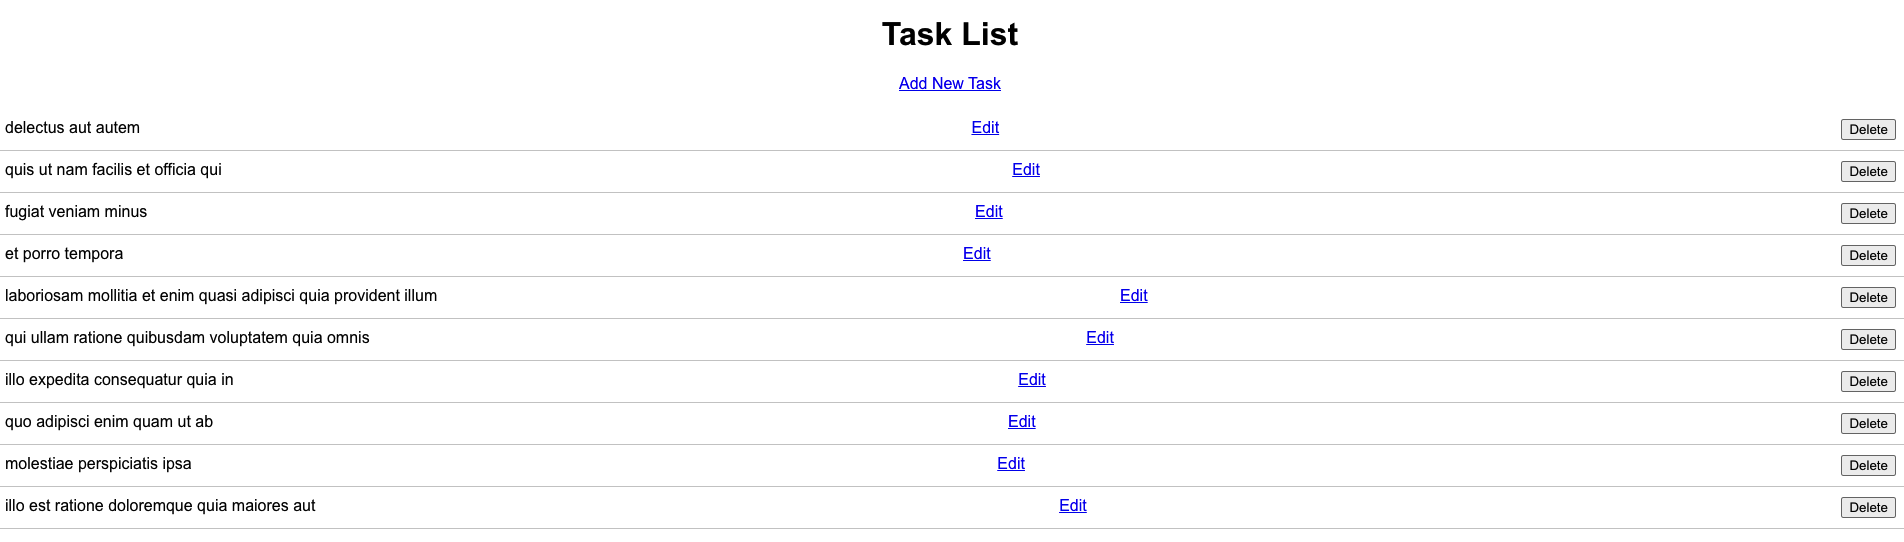 Task List
Add New Task
delectus aut autem Edit Delete
quis ut nam facilis et officia qui Edit Delete
fugiat veniam minus Edit Delete
et porro tempora Edit Delete
laboriosam mollitia et enim quasi adipisci quia provident illum Edit Delete
qui ullam ratione quibusdam voluptatem quia omnis Edit Delete
illo expedita consequatur quia in Edit Delete
quo adipisci enim quam ut ab Edit Delete
molestiae perspiciatis ipsa Edit Delete
illo est ratione doloremque quia maiores aut Edit Delete